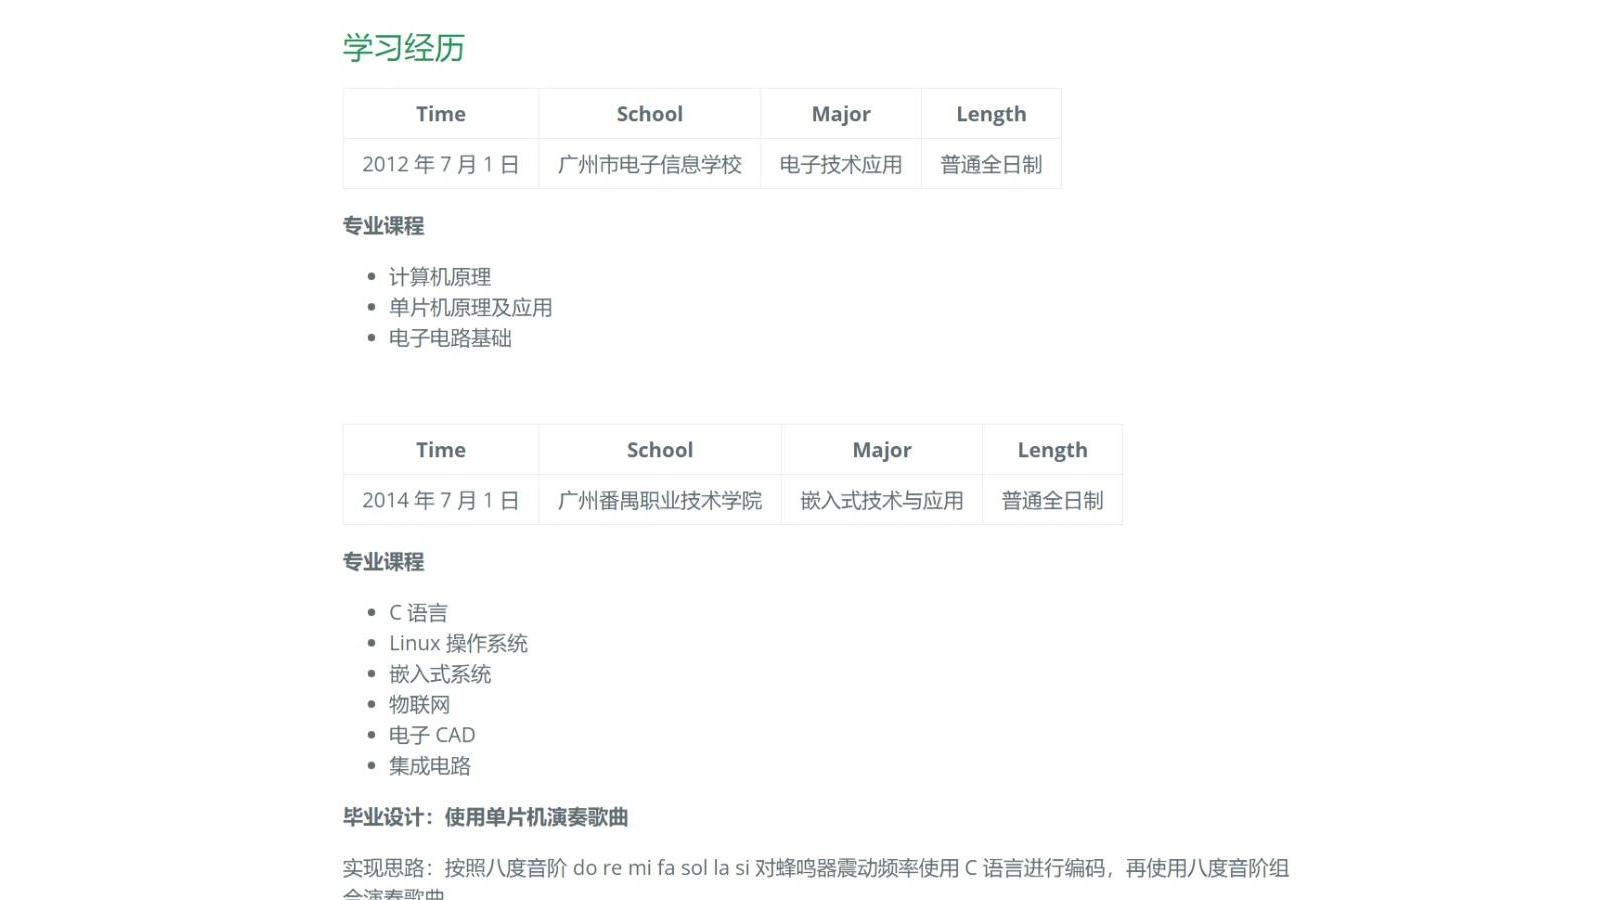 学习经历
Time School Major Length
2012 年 7 月 1 日 广州市电子信息学校 电子技术应用 普通全日制
专业课程
计算机原理
单片机原理及应用
电子电路基础
Time School Major Length
2014 年 7 月 1 日 广州番禺职业技术学院 嵌入式技术与应用 普通全日制
专业课程
C 语言
Linux 操作系统
嵌入式系统
物联网
电子 CAD
集成电路
毕业设计：使用单片机演奏歌曲
实现思路：按照八度音阶 do re mi fa sol la si 对蜂鸣器震动频率使用 C 语言进行编码，再使用八度音阶组
合演奏歌曲